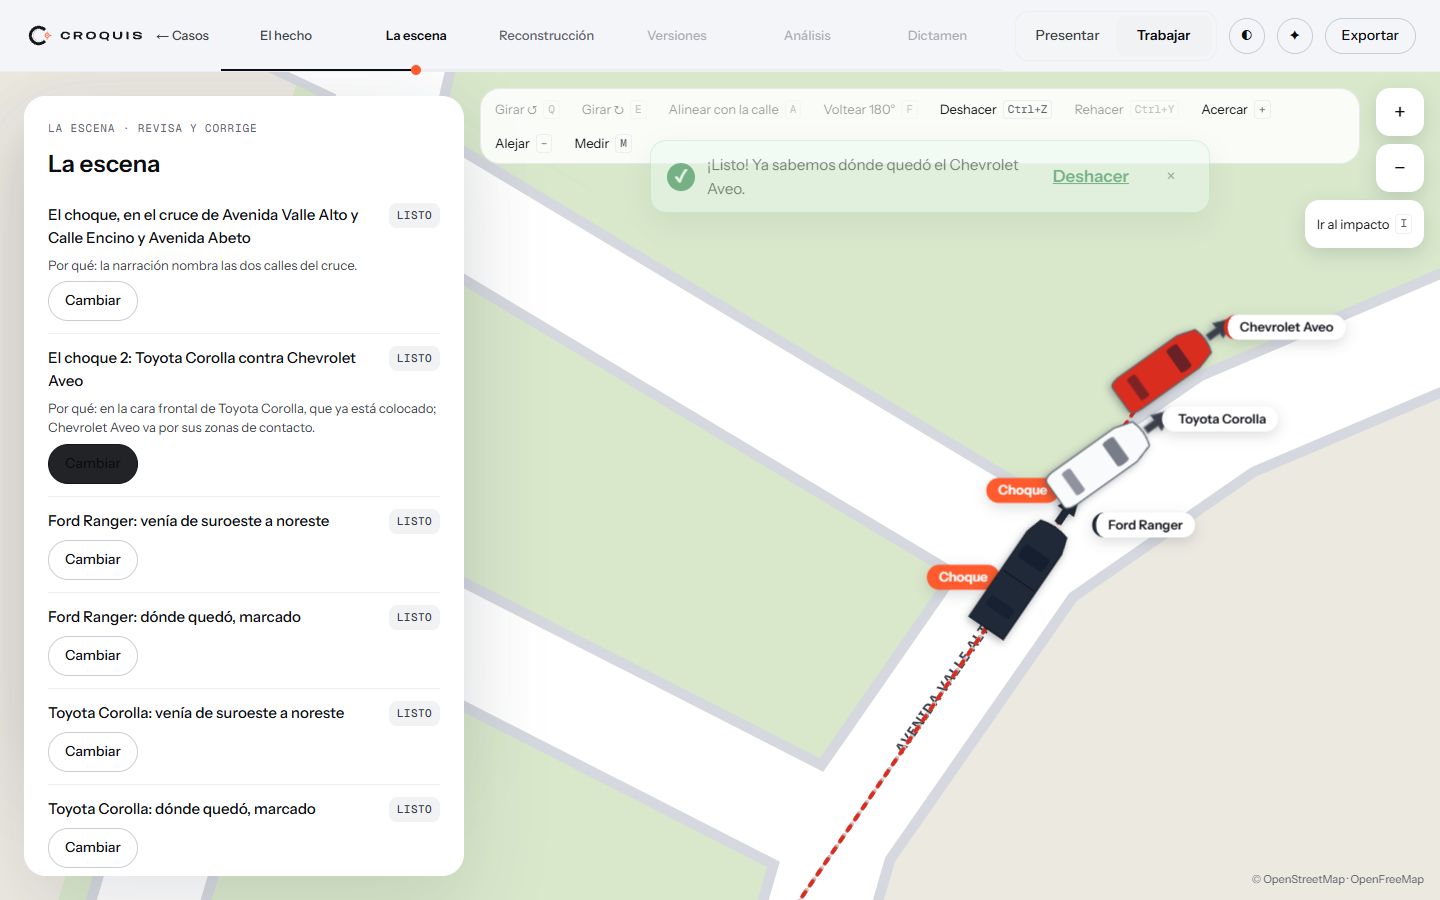 CROQUIS
← Casos
El hecho
La escena
Reconstrucción
Versiones
Análisis
Dictamen
Presentar
Trabajar
Exportar
LA ESCENA · REVISA Y CORRIGE
La escena
El choque, en el cruce de Avenida Valle Alto y
Calle Encino y Avenida Abeto
LISTO
Por qué: la narración nombra las dos calles del cruce.
Cambiar
El choque 2: Toyota Corolla contra Chevrolet
Aveo
LISTO
Por qué: en la cara frontal de Toyota Corolla, que ya está colocado;
Chevrolet Aveo va por sus zonas de contacto.
Cambiar
Ford Ranger: venía de suroeste a noreste
LISTO
Cambiar
Ford Ranger: dónde quedó, marcado
LISTO
Cambiar
Toyota Corolla: venía de suroeste a noreste
LISTO
Cambiar
Toyota Corolla: dónde quedó, marcado
LISTO
Cambiar
Girar ↺ Q
Girar ↻ E
Alinear con la calle A
Voltear 180° F
Deshacer Ctrl+Z
Rehacer Ctrl+Y
Acercar +
Alejar −
Medir M
¡Listo! Ya sabemos dónde quedó el Chevrolet
Aveo.
Deshacer
×
+
−
Ir al impacto I
Chevrolet Aveo
Toyota Corolla
Choque
Ford Ranger
Choque
AVENIDA VALLE ALT
© OpenStreetMap · OpenFreeMap